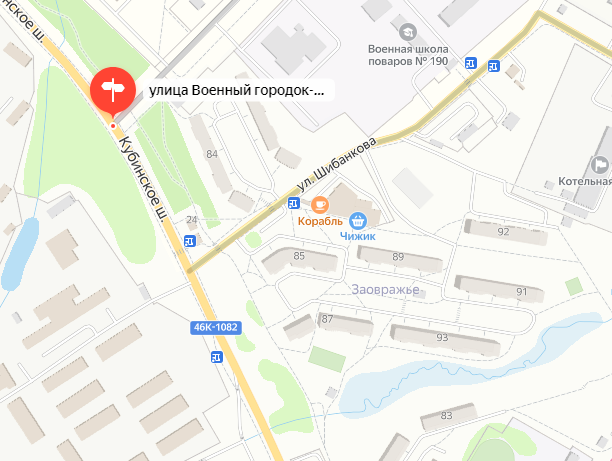 нское ш.
Военная школа
поваров № 190
улица Военный городок-...
Кубинское ш.
84
ул. Шибанкова
Котельная
24
Корабль
Чижик
92
85
89
Заовражье
91
46К-1082
87
93
83